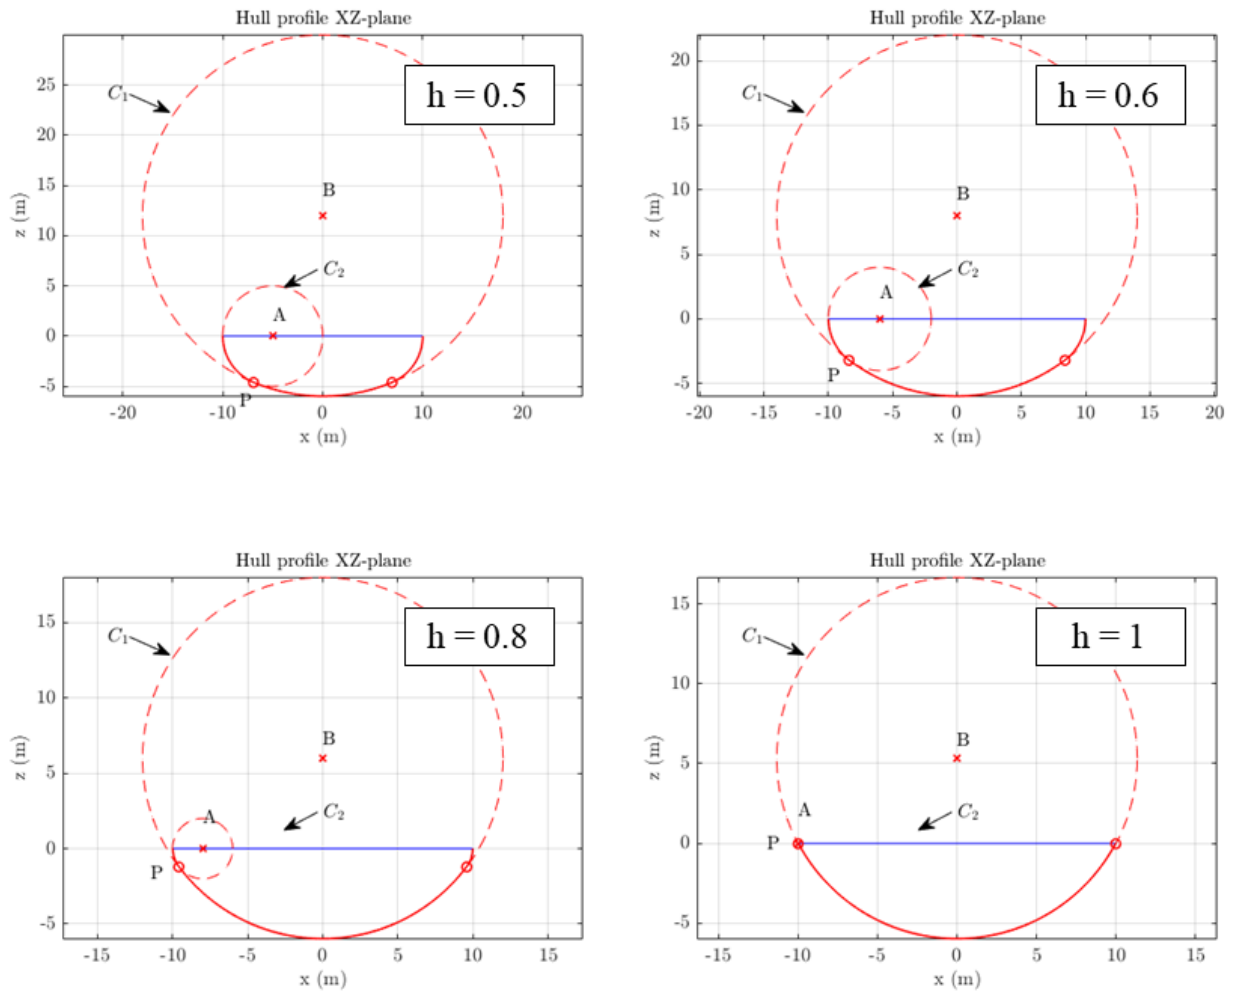 Hull profile XZ-plane
h = 0.5
C₁
B
C₂
A
P
25
20
15
10
5
0
-5
z (m)
-20 -10 0 10 20
x (m)
Hull profile XZ-plane
h = 0.6
C₁
B
C₂
A
P
20
15
10
5
0
-5
z (m)
-20 -15 -10 -5 0 5 10 15 20
x (m)
Hull profile XZ-plane
h = 0.8
C₁
B
C₂
A
P
15
10
5
0
-5
z (m)
-15 -10 -5 0 5 10 15
x (m)
Hull profile XZ-plane
h = 1
C₁
B
C₂
A
P
15
10
5
0
-5
z (m)
-15 -10 -5 0 5 10 15
x (m)